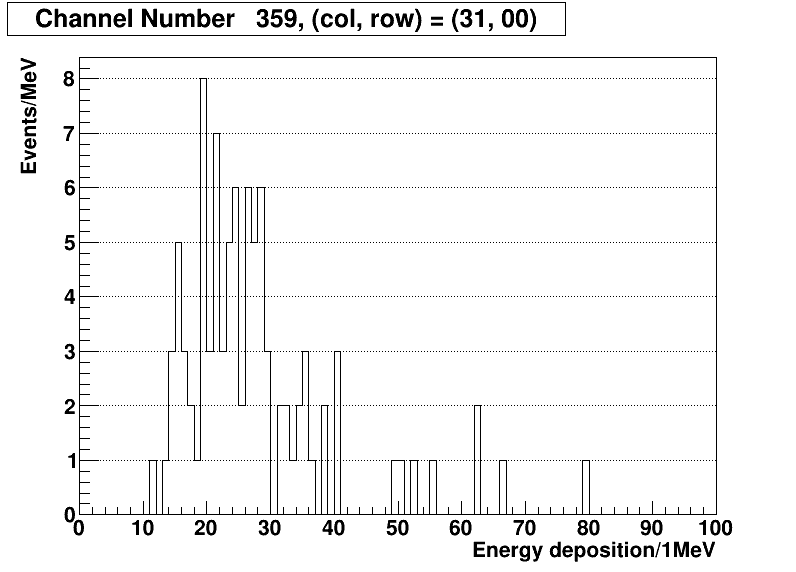 Channel Number   359, (col, row) = (31, 00)
Events/MeV
8
7
6
5
4
3
2
1
0
0 10 20 30 40 50 60 70 80 90 100
Energy deposition/1MeV